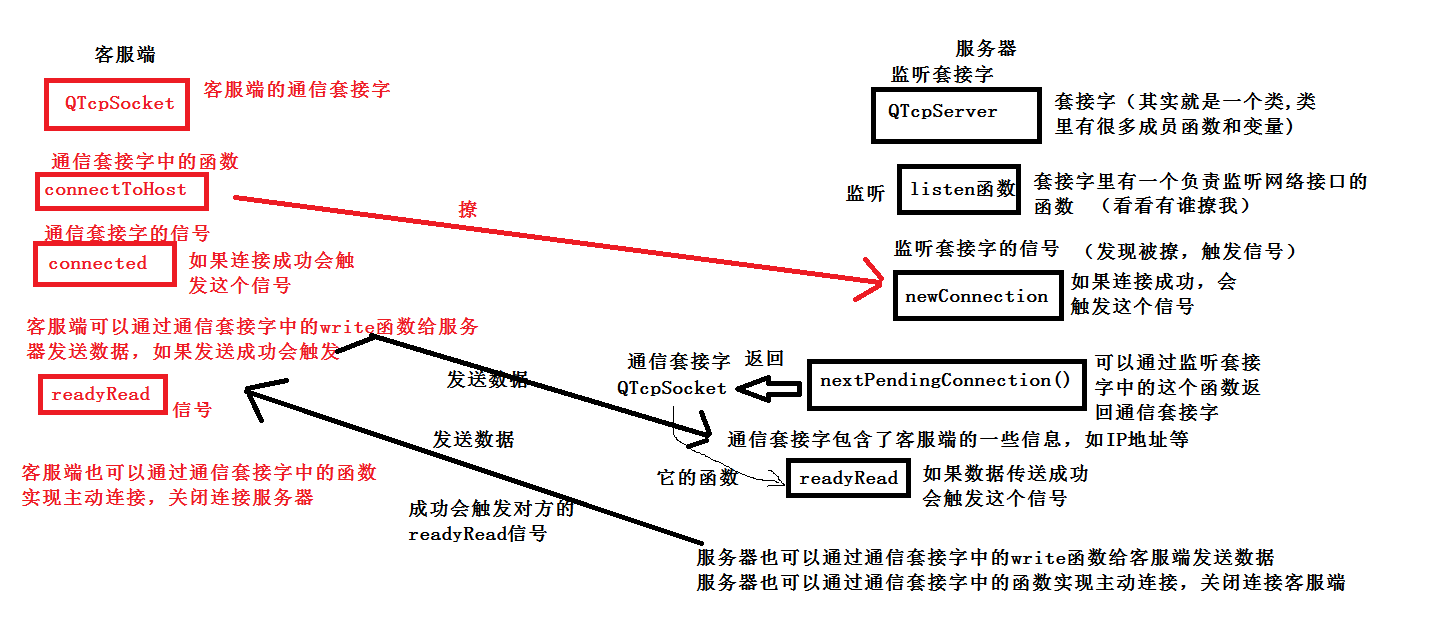 客服端
QTcpSocket
客服端的通信套接字
通信套接字中的函数
connectToHost
撩
通信套接字的信号
connected
如果连接成功会触
发这个信号
客服端可以通过通信套接字中的write函数给服务
器发送数据，如果发送成功会触发
readyRead
信号
客服端也可以通过通信套接字中的函数
实现主动连接，关闭连接服务器
发送数据
发送数据
成功会触发对方的
readyRead信号
服务器
监听套接字
QTcpServer
套接字（其实就是一个类,类
里有很多成员函数和变量)
监听
listen函数
套接字里有一个负责监听网络接口的
函数 （看看有谁撩我）
监听套接字的信号 （发现被撩，触发信号）
newConnection
如果连接成功，会
触发这个信号
通信套接字
QTcpSocket
返回
nextPendingConnection()
可以通过监听套接
字中的这个函数返
回通信套接字
通信套接字包含了客服端的一些信息，如IP地址等
它的函数
readyRead
如果数据传送成功
会触发这个信号
服务器也可以通过通信套接字中的write函数给客服端发送数据
服务器也可以通过通信套接字中的函数实现主动连接，关闭连接客服端